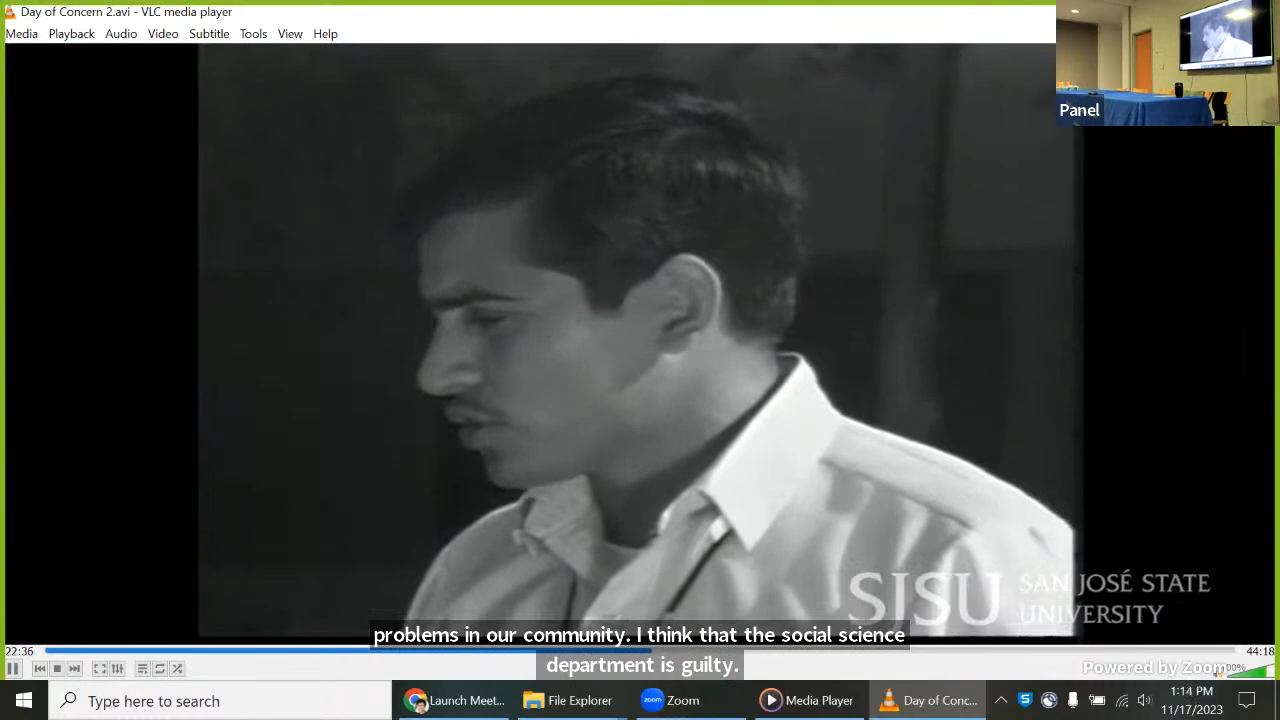 Day of Concern 2.avi - VLC media player
Media Playback Audio Video Subtitle Tools View Help
Panel
SJSU SAN JOSÉ STATE
UNIVERSITY
problems in our community. I think that the social science
department is guilty.
22:36
44:18
Powered by Zoom
00%
Type here to search
Launch Meet...
File Explorer
Zoom
Media Player
Day of Conc...
1:14 PM
11/17/2023